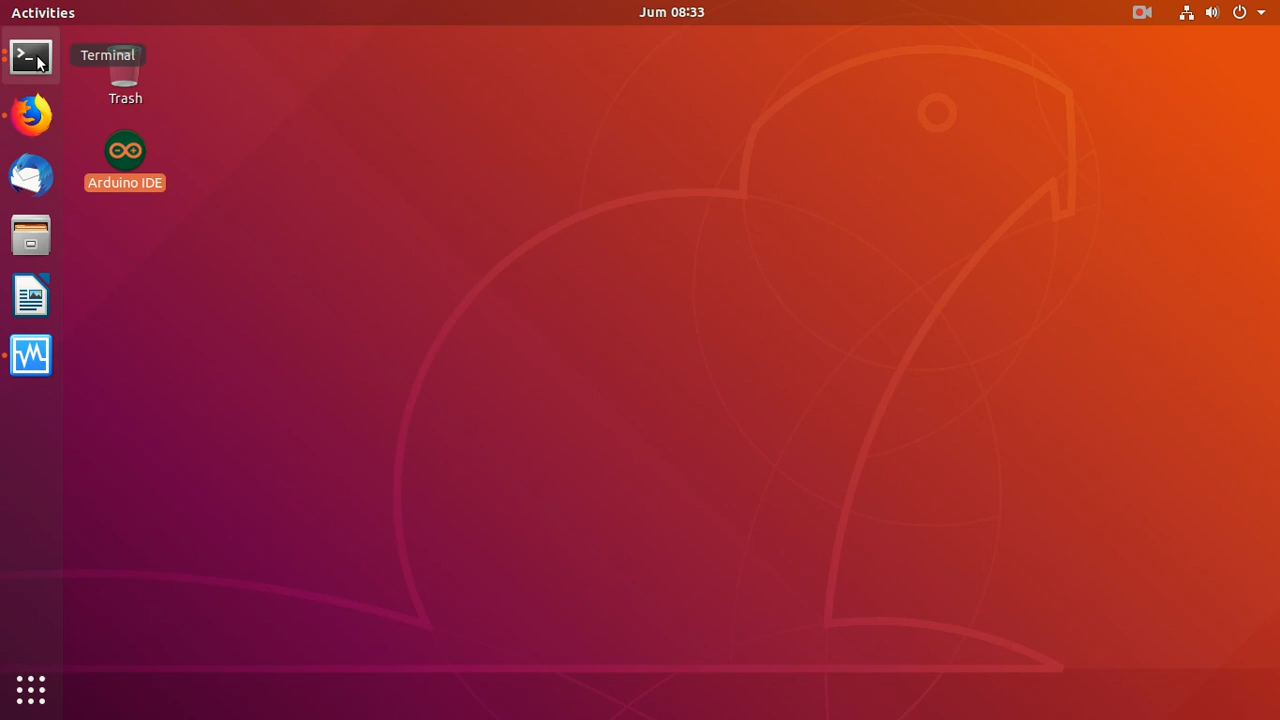 Activities
Jum 08:33
Terminal
Trash
Arduino IDE